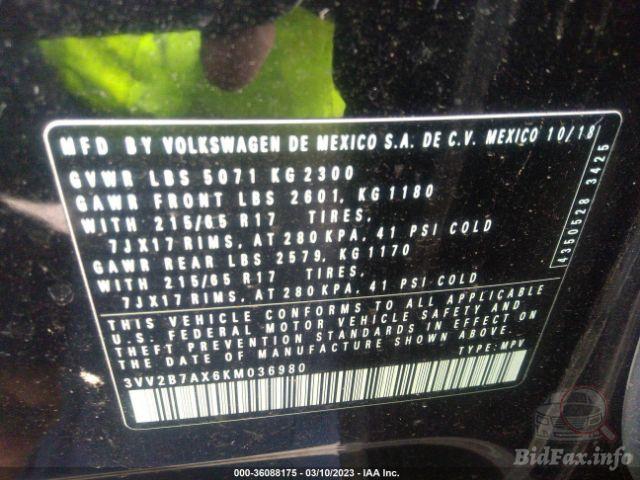 MFD BY VOLKSWAGEN DE MEXICO S.A. DE C.V. MEXICO 10/18
GVWR LBS 5071 KG 2300
GAWR FRONT LBS 2601, KG 1180
WITH 215/65 R17 TIRES,
7JX17 RIMS, AT 280 KPA, 41 PSI COLD
GAWR REAR LBS 2579, KG 1170
WITH 215/65 R17 TIRES,
7JX17 RIMS, AT 280 KPA, 41 PSI COLD
THIS VEHICLE CONFORMS TO ALL APPLICABLE
U.S. FEDERAL MOTOR VEHICLE SAFETY AND
THEFT PREVENTION STANDARDS IN EFFECT ON
THE DATE OF MANUFACTURE SHOWN ABOVE.
3VV2B7AX6KM036980 TYPE: MPV
4350528 3425
000-36088175 - 03/10/2023 - IAA Inc.
BidFax.info